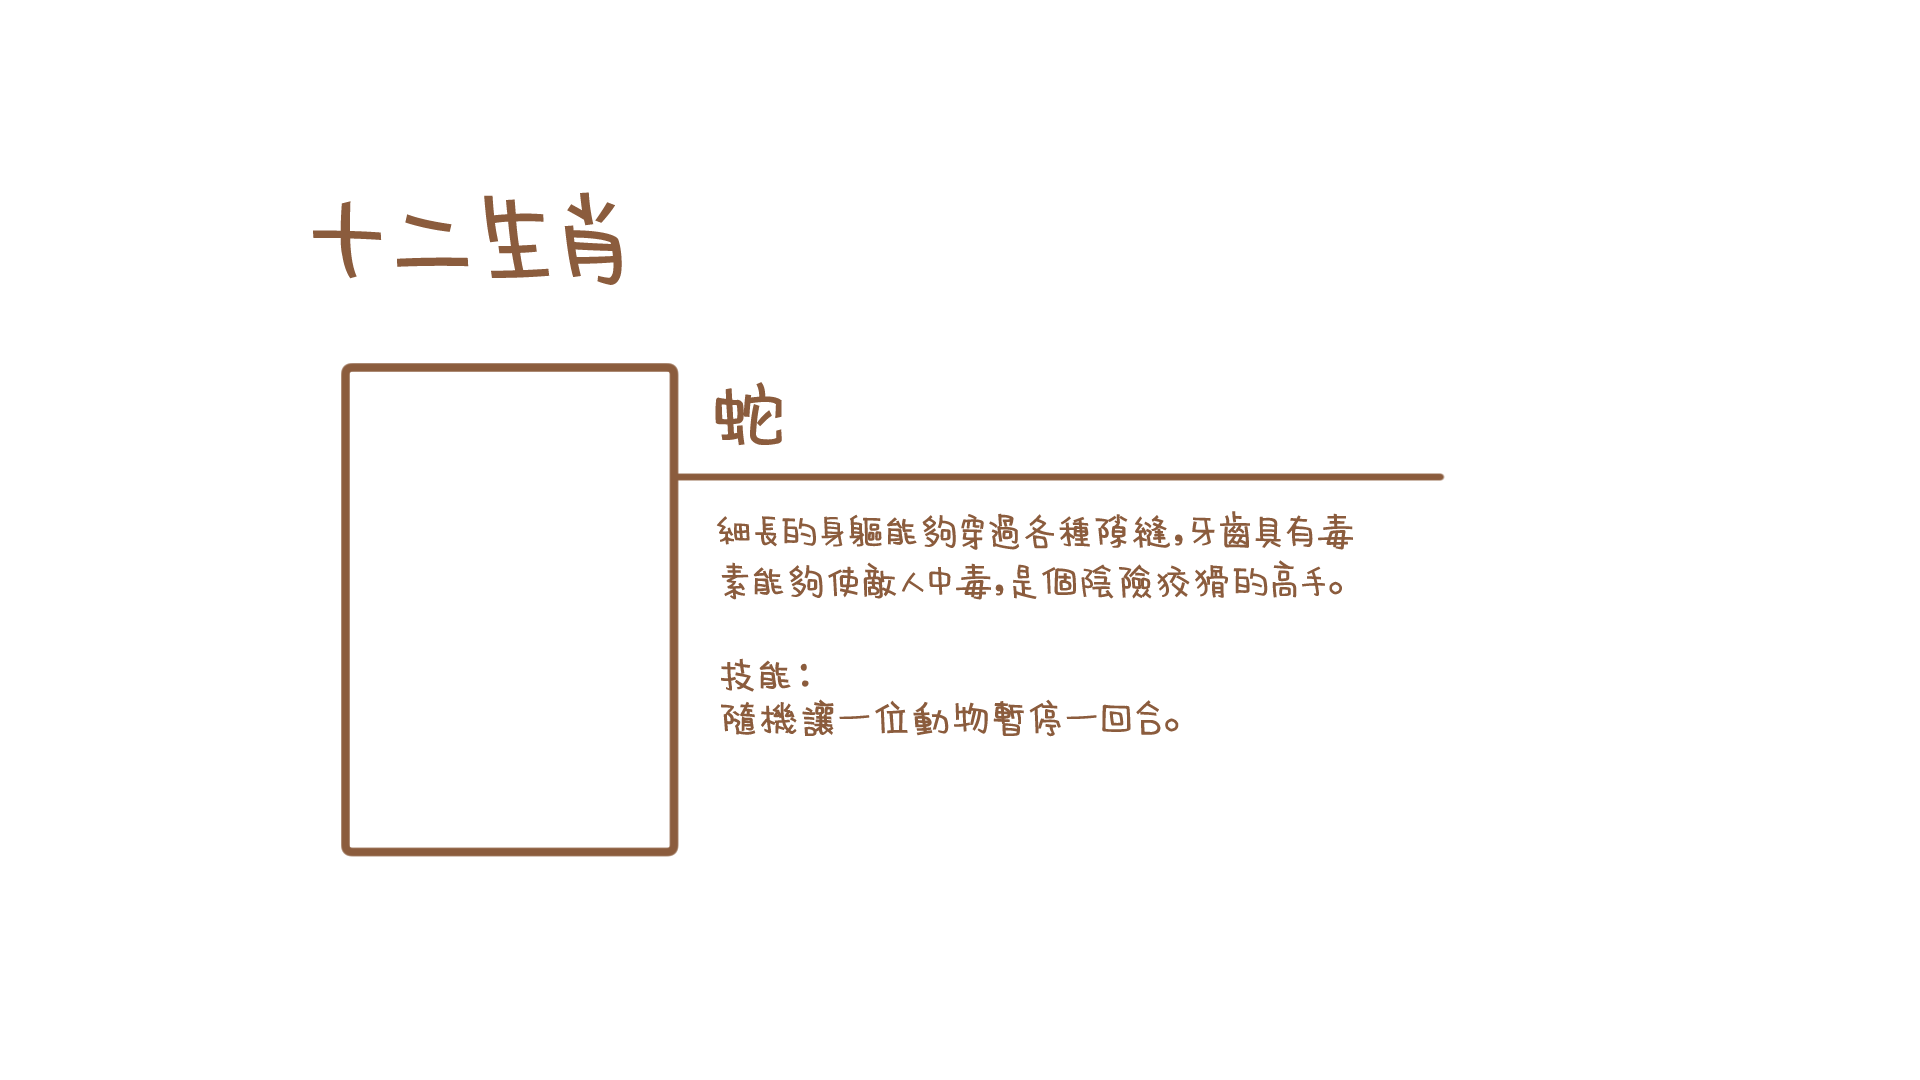 十二生肖
蛇
細長的身軀能夠穿過各種隙縫,牙齒具有毒
素能夠使敵人中毒,是個陰險狡猾的高手。
技能:
隨機讓一位動物暫停一回合。